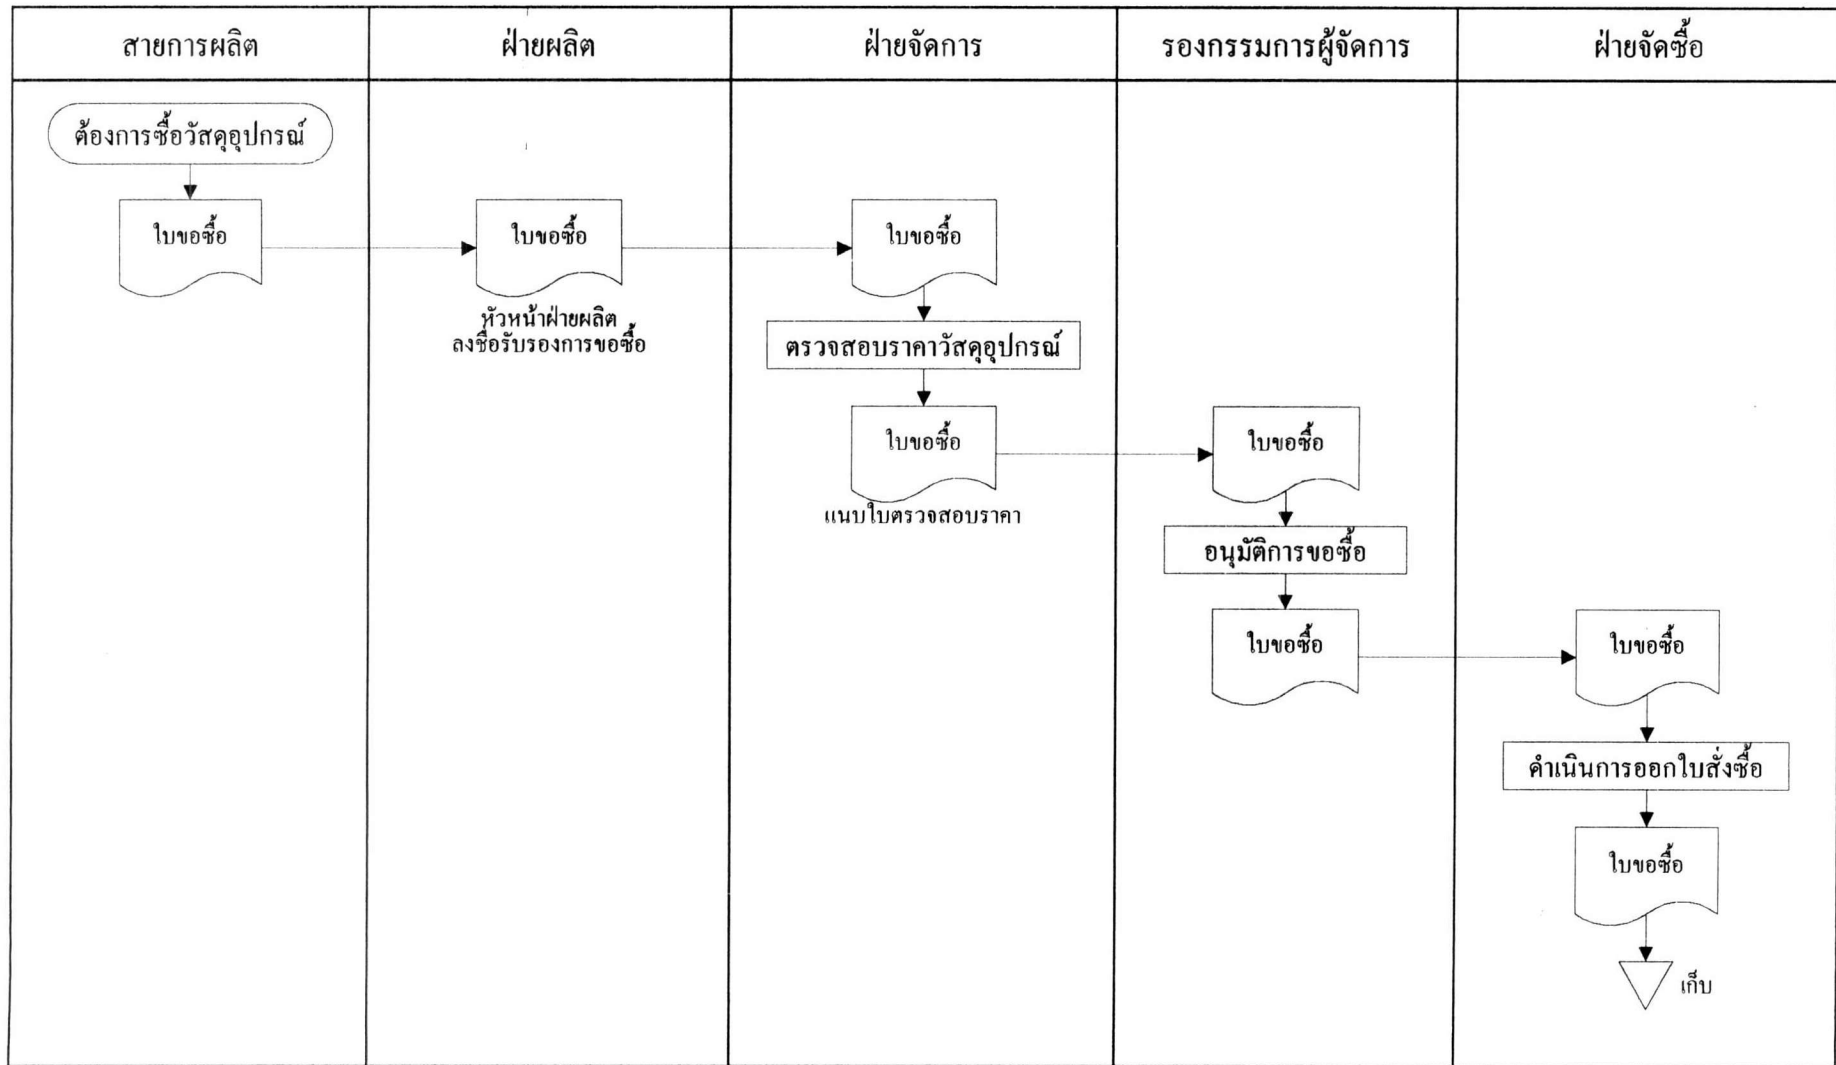 สายการผลิต
ฝ่ายผลิต
ฝ่ายจัดการ
รองกรรมการผู้จัดการ
ฝ่ายจัดซื้อ
ต้องการซื้อวัสดุอุปกรณ์
ใบขอซื้อ
ใบขอซื้อ
ใบขอซื้อ
หัวหน้าฝ่ายผลิต
ลงชื่อรับรองการขอซื้อ
ตรวจสอบราคาวัสดุอุปกรณ์
ใบขอซื้อ
ใบขอซื้อ
แนบใบตรวจสอบราคา
อนุมัติการขอซื้อ
ใบขอซื้อ
ใบขอซื้อ
ดำเนินการออกใบสั่งซื้อ
ใบขอซื้อ
เก็บ